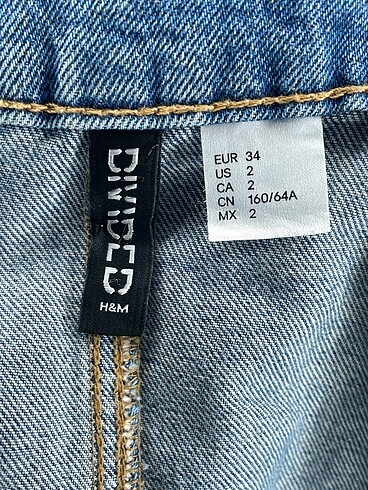 DIVIDED
H&M
EUR 34
US 2
CA 2
CN 160/64A
MX 2